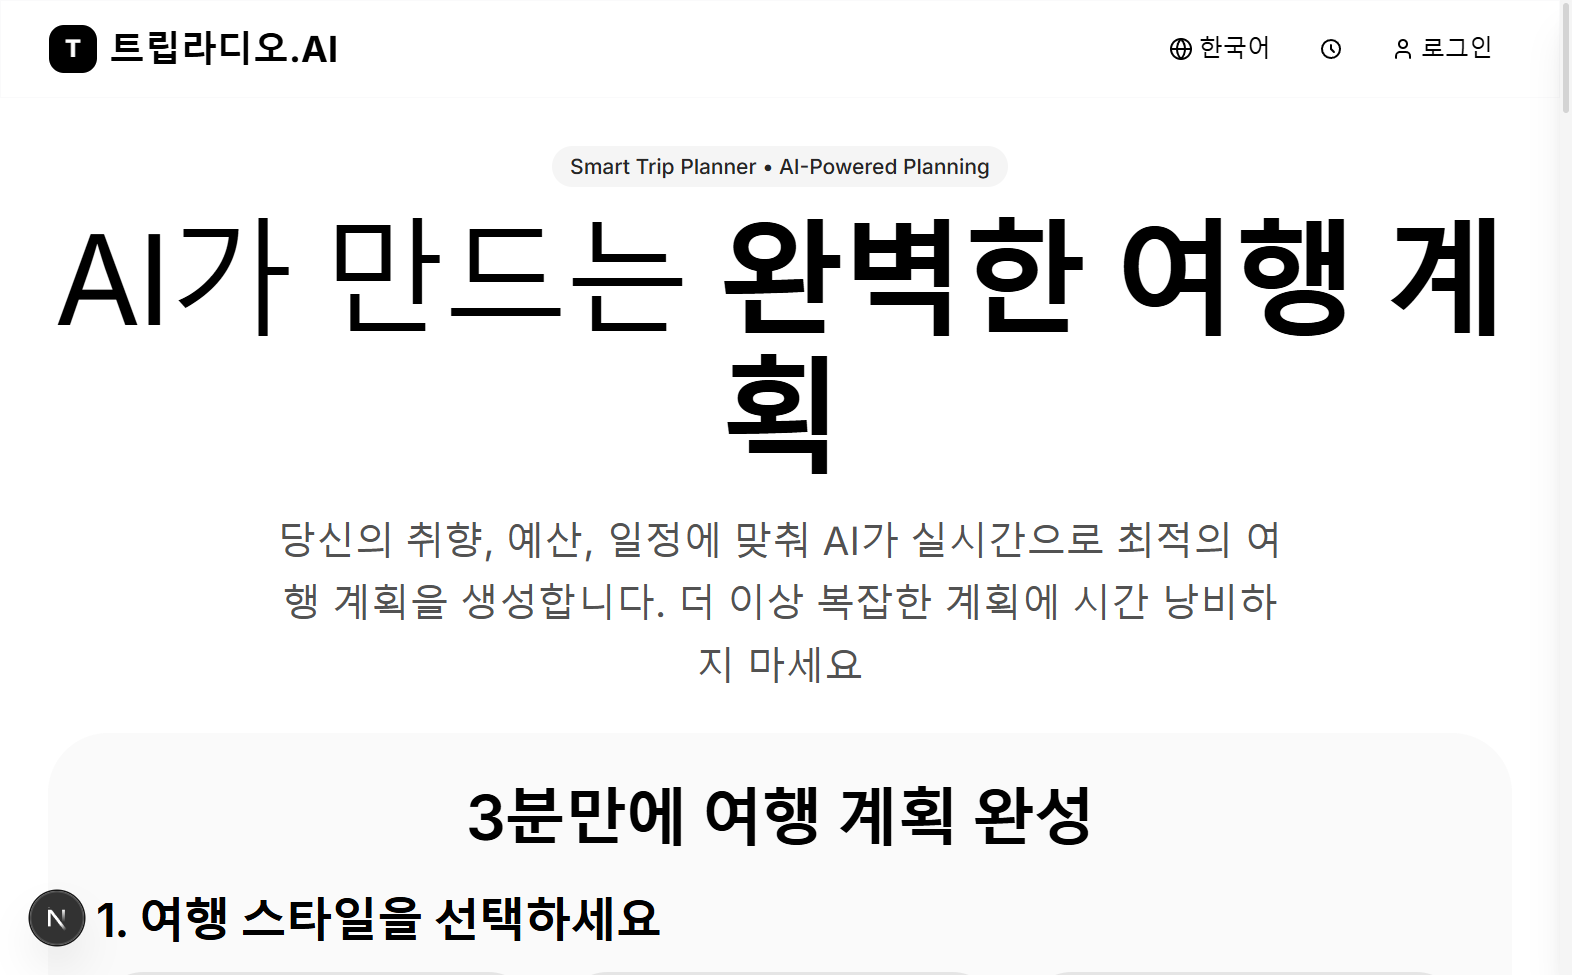 T 트립라디오.AI
한국어
로그인
Smart Trip Planner • AI-Powered Planning
AI가 만드는 완벽한 여행 계
획
당신의 취향, 예산, 일정에 맞춰 AI가 실시간으로 최적의 여
행 계획을 생성합니다. 더 이상 복잡한 계획에 시간 낭비하
지 마세요
3분만에 여행 계획 완성
N
1. 여행 스타일을 선택하세요